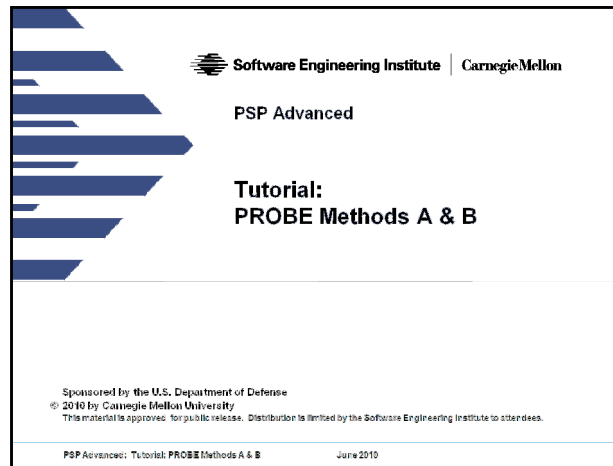 Software Engineering Institute | CarnegieMellon
PSP Advanced
Tutorial:
PROBE Methods A & B
Sponsored by the U.S. Department of Defense
© 2010 by Carnegie Mellon University
This material is approved for public release. Distribution is limited by the Software Engineering Institute to attendees.
PSP Advanced: Tutorial: PROBE Methods A & B June 2010